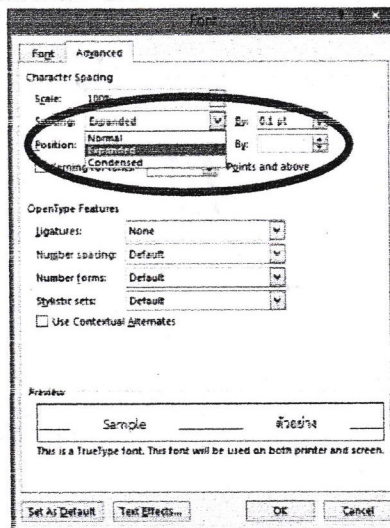 Font
Font Advanced
Character Spacing
Scale: 100%
Spacing: Expanded By: 0.1 pt
Position: Normal By:
Expanded
Condensed
Points and above
OpenType Features
Ligatures: None
Number spacing: Default
Number forms: Default
Stylistic sets: Default
Use Contextual Alternates
Preview
Sample ตัวอย่าง
This is a TrueType font. This font will be used on both printer and screen.
Set As Default Text Effects... OK Cancel